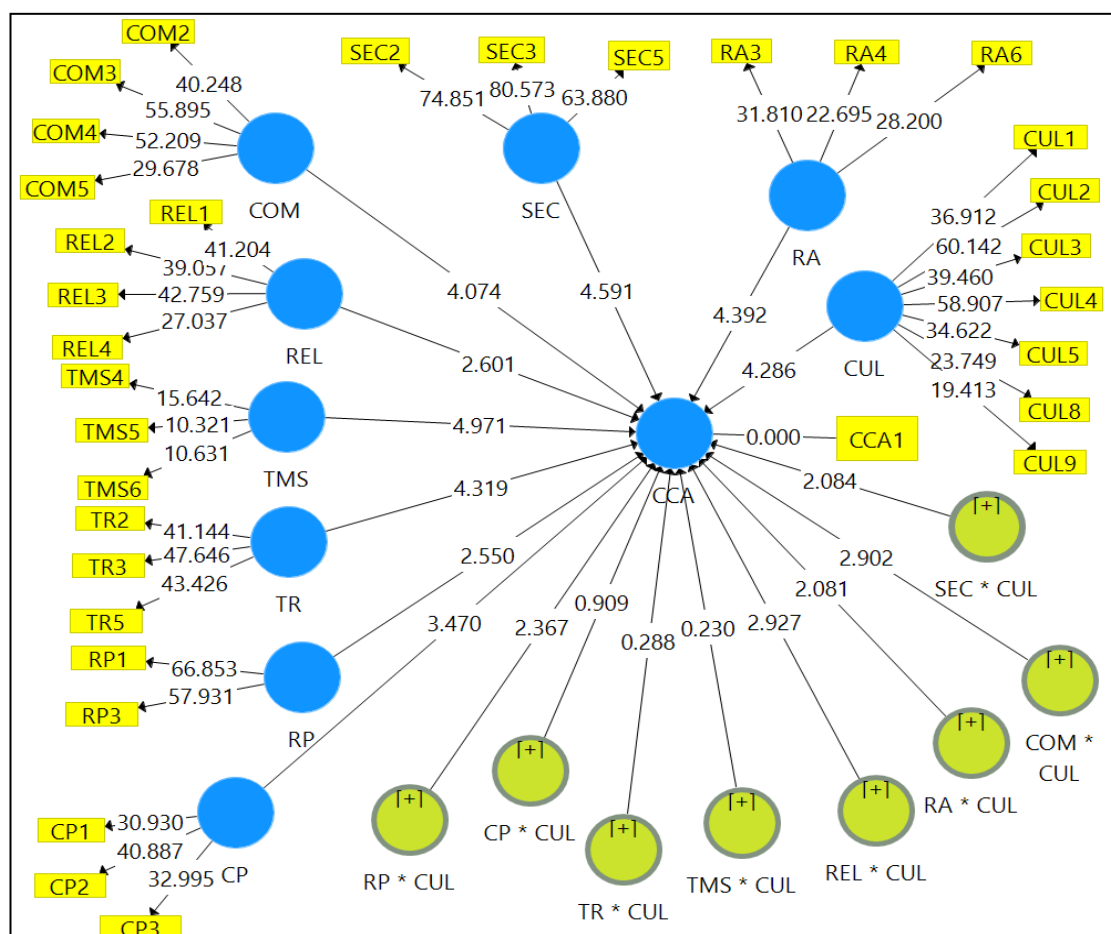 COM2
SEC2
SEC3
SEC5
RA3
RA4
RA6
COM3
40.248
74.851
80.573
63.880
31.810
22.695
28.200
55.895
COM4
52.209
29.678
COM5
COM
SEC
RA
CUL1
CUL2
CUL3
CUL4
CUL5
CUL8
CUL9
36.912
60.142
39.460
58.907
34.622
23.749
19.413
CUL
REL1
REL2
41.204
39.057
REL3
42.759
27.037
REL4
REL
4.074
4.591
4.392
4.286
2.601
TMS4
15.642
TMS5
10.321
10.631
TMS6
TMS
4.971
CCA
0.000
CCA1
TR2
41.144
TR3
47.646
43.426
TR5
TR
4.319
2.084
[+]
SEC * CUL
RP1
66.853
57.931
RP3
RP
2.550
3.470
2.367
0.909
0.288
0.230
2.927
2.081
2.902
CP1
30.930
40.887
CP2
32.995
CP3
CP
[+]
RP * CUL
[+]
CP * CUL
[+]
TR * CUL
[+]
TMS * CUL
[+]
REL * CUL
[+]
RA * CUL
[+]
COM *
CUL